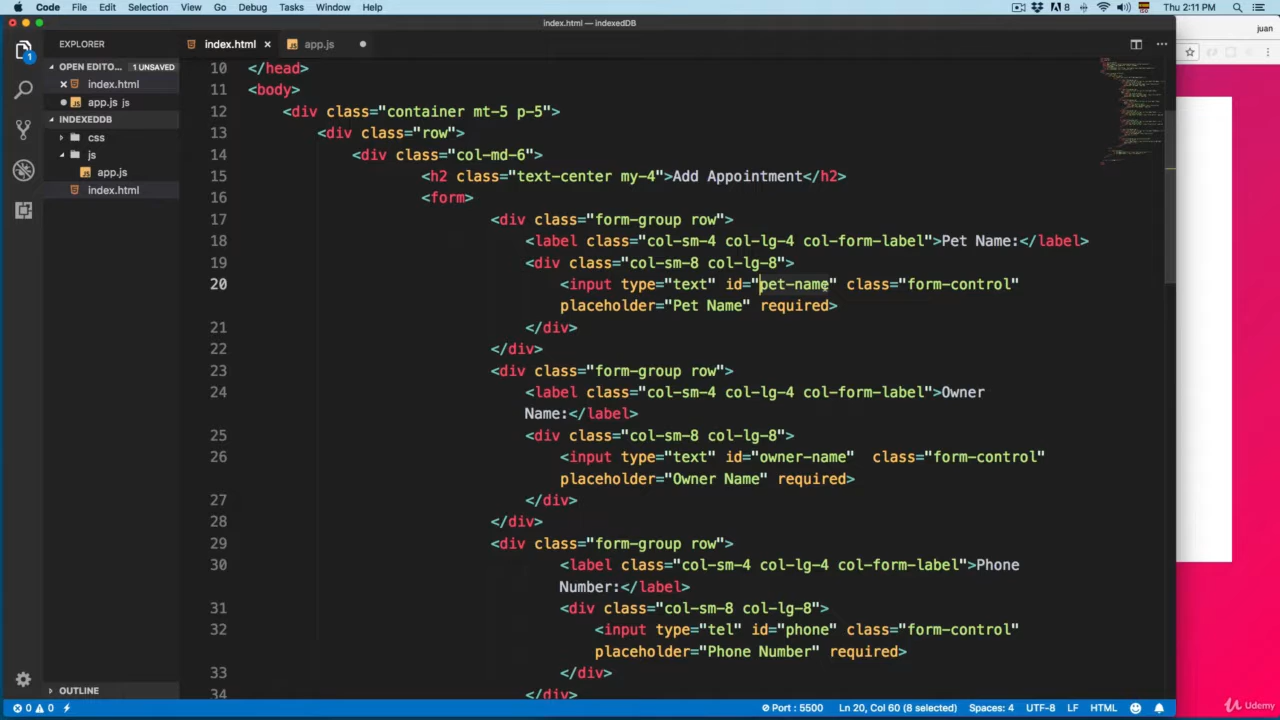 Code File Edit Selection View Go Debug Tasks Window Help 8 Thu 2:11 PM
index.html — indexedDB
juan
EXPLORER
index.html app.js
OPEN EDITO... 1 UNSAVED
index.html
app.js js
INDEXEDDB
css
js
app.js
index.html
OUTLINE
10 </head>
11 <body>
12 <div class="container mt-5 p-5">
13 <div class="row">
14 <div class="col-md-6">
15 <h2 class="text-center my-4">Add Appointment</h2>
16 <form>
17 <div class="form-group row">
18 <label class="col-sm-4 col-lg-4 col-form-label">Pet Name:</label>
19 <div class="col-sm-8 col-lg-8">
20 <input type="text" id="pet-name" class="form-control"
placeholder="Pet Name" required>
21 </div>
22 </div>
23 <div class="form-group row">
24 <label class="col-sm-4 col-lg-4 col-form-label">Owner
Name:</label>
25 <div class="col-sm-8 col-lg-8">
26 <input type="text" id="owner-name"  class="form-control"
placeholder="Owner Name" required>
27 </div>
28 </div>
29 <div class="form-group row">
30 <label class="col-sm-4 col-lg-4 col-form-label">Phone
Number:</label>
31 <div class="col-sm-8 col-lg-8">
32 <input type="tel" id="phone" class="form-control"
placeholder="Phone Number" required>
33 </div>
34 </div>
0 0 Port : 5500 Ln 20, Col 60 (8 selected) Spaces: 4 UTF-8 LF HTML
Udemy